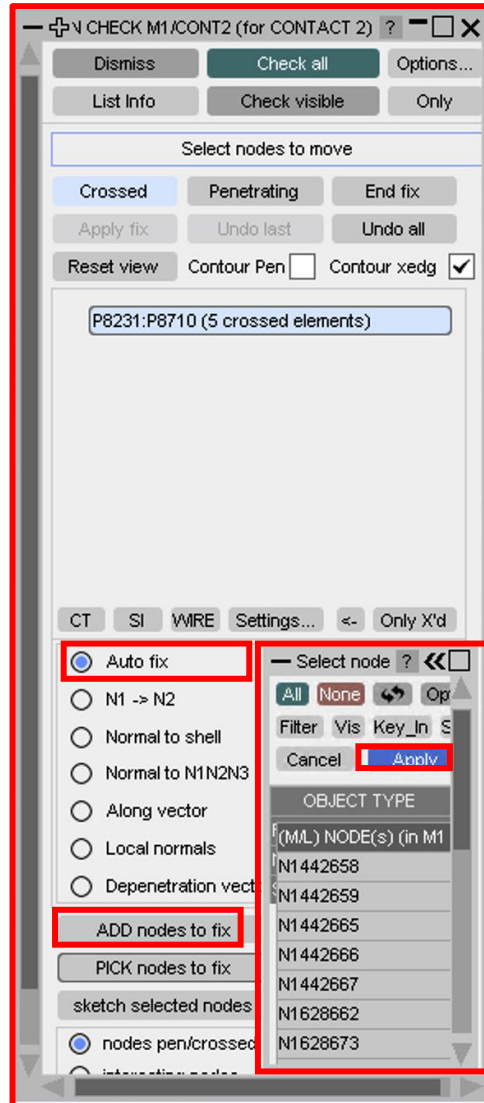 N CHECK M1/CONT2 (for CONTACT 2) ?
Dismiss Check all Options...
List Info Check visible Only
Select nodes to move
Crossed Penetrating End fix
Apply fix Undo last Undo all
Reset view Contour Pen Contour xedg
P8231:P8710 (5 crossed elements)
CT SI WIRE Settings... <- Only X'd
Auto fix
N1 -> N2
Normal to shell
Normal to N1N2N3
Along vector
Local normals
Depenetration vect
ADD nodes to fix
PICK nodes to fix
sketch selected nodes
nodes pen/crossed
Select node ?
All None Op
Filter Vis Key_In S
Cancel Apply
OBJECT TYPE
(M/L) NODE(s) (in M1
N1442658
N1442659
N1442665
N1442666
N1442667
N1628662
N1628673